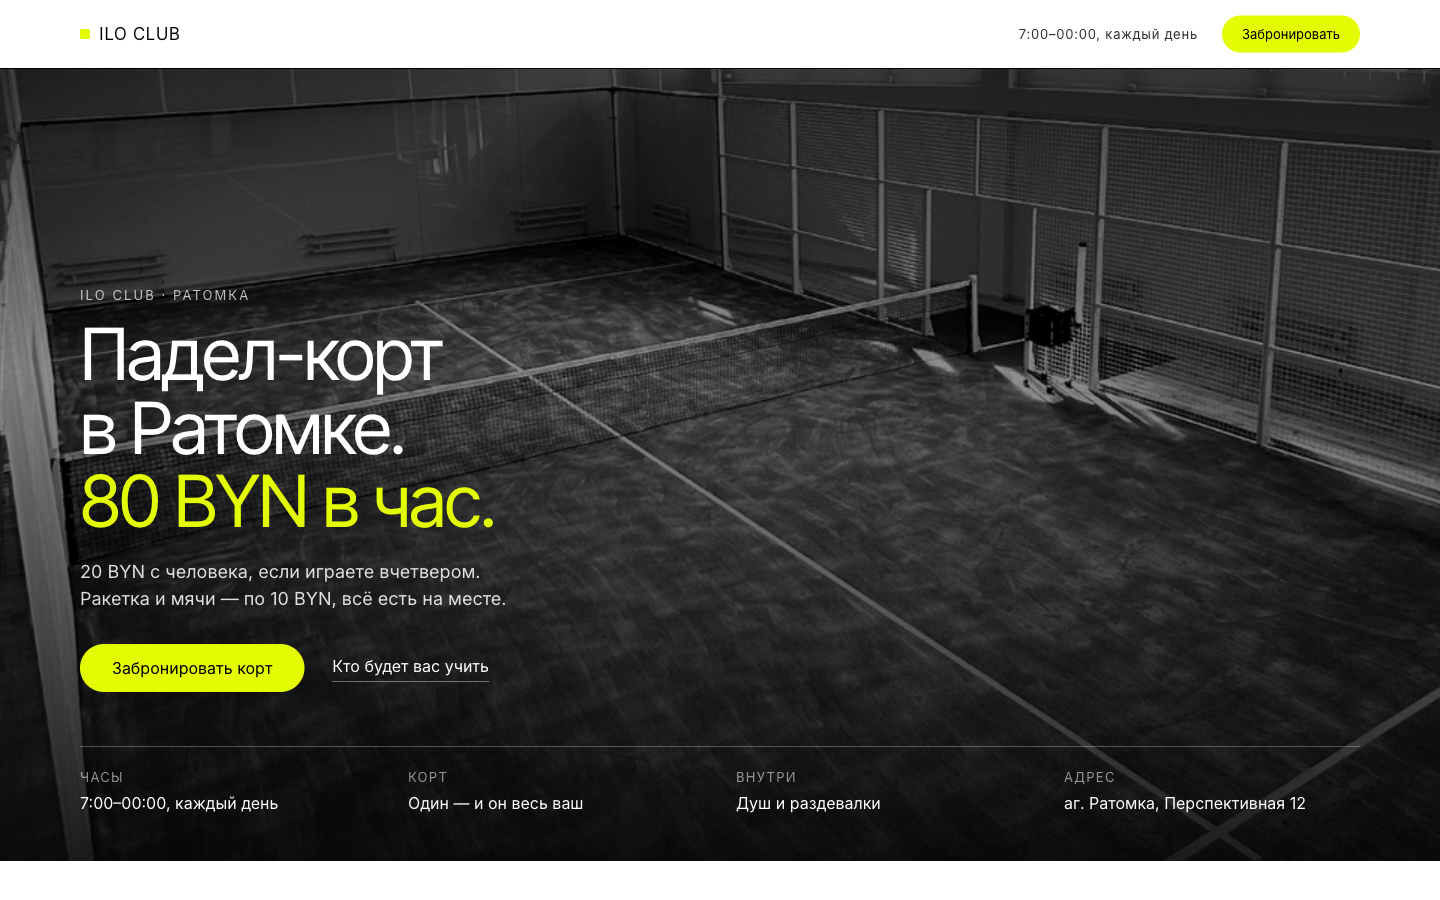 ILO CLUB
7:00–00:00, каждый день
Забронировать
ILO CLUB · РАТОМКА
Падел-корт
в Ратомке.
80 BYN в час.
20 BYN с человека, если играете вчетвером.
Ракетка и мячи — по 10 BYN, всё есть на месте.
Забронировать корт
Кто будет вас учить
ЧАСЫ
7:00–00:00, каждый день
КОРТ
Один — и он весь ваш
ВНУТРИ
Душ и раздевалки
АДРЕС
аг. Ратомка, Перспективная 12